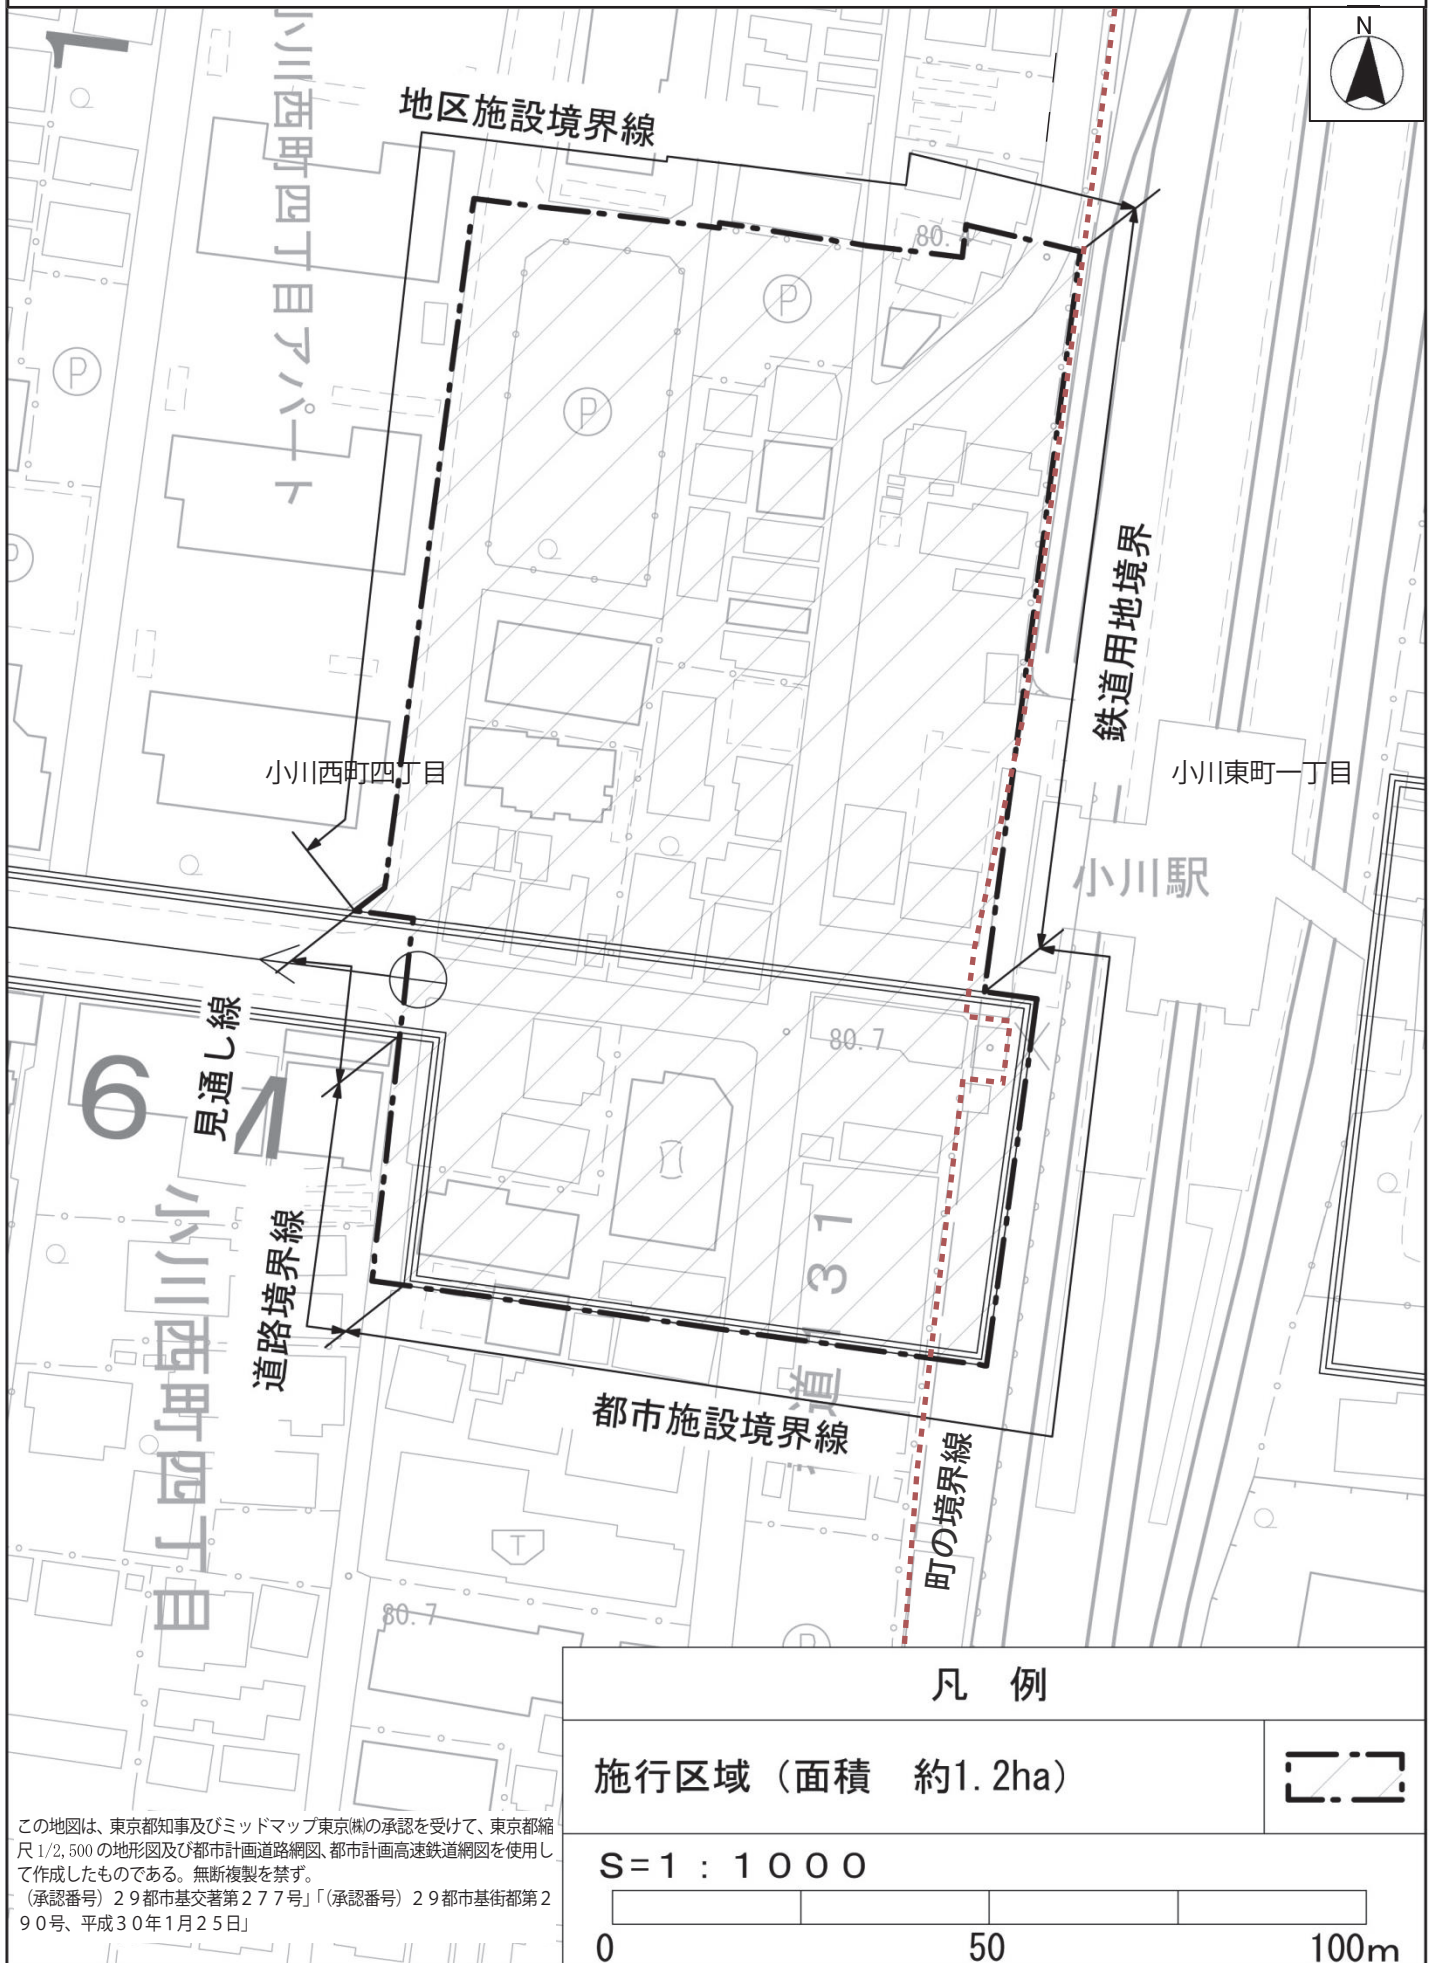 N
地区施設境界線
小川西町四丁目アパート
80.
P
P
P
鉄道用地境界
小川西町四丁目
小川東町一丁目
小川駅
見通し線
80.7
6
道路境界線
131
道
小川西町四丁目
都市施設境界線
町の境界線
T
80.7
P
凡　例
施行区域（面積　約1.2ha）
S=1：1000
0　50　100m
この地図は、東京都知事及びミッドマップ東京㈱の承認を受けて、東京都縮
尺1/2,500の地形図及び都市計画道路網図、都市計画高速鉄道網図を使用し
て作成したものである。無断複製を禁ず。
（承認番号）２９都市基交著第２７７号」「（承認番号）２９都市基街都第２
９０号、平成３０年１月２５日」